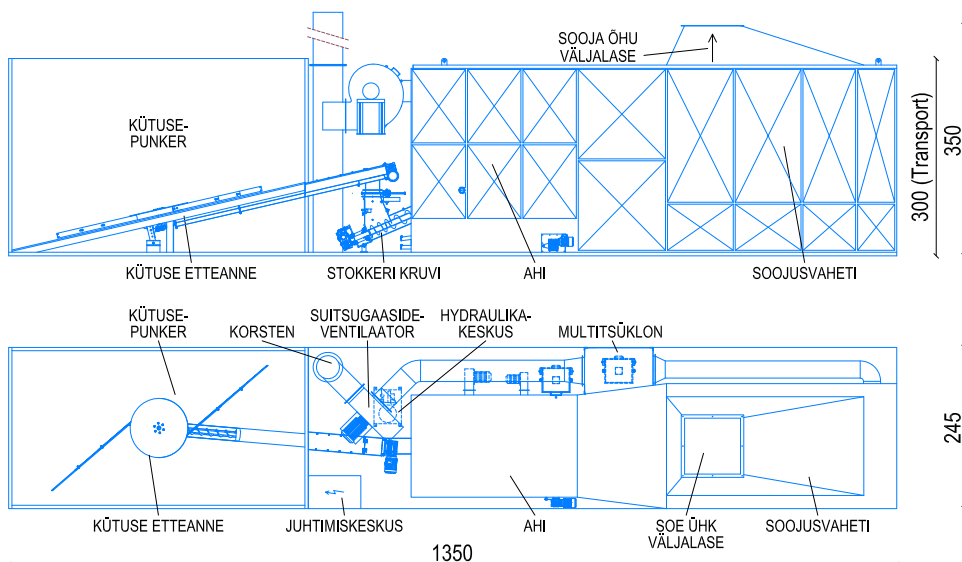 SOOJA ÕHU
VÄLJALASE
KÜTUSE-
PUNKER
300 (Transport)
350
KÜTUSE ETTEANNE
STOKKERI KRUVI
AHI
SOOJUSVAHETI
KÜTUSE-
PUNKER
KORSTEN
SUITSUGAASIDE-
VENTILAATOR
HYDRAULIKA-
KESKUS
MULTITSÜKLON
245
KÜTUSE ETTEANNE
JUHTIMISKESKUS
AHI
SOE ÜHK
VÄLJALASE
SOOJUSVAHETI
1350